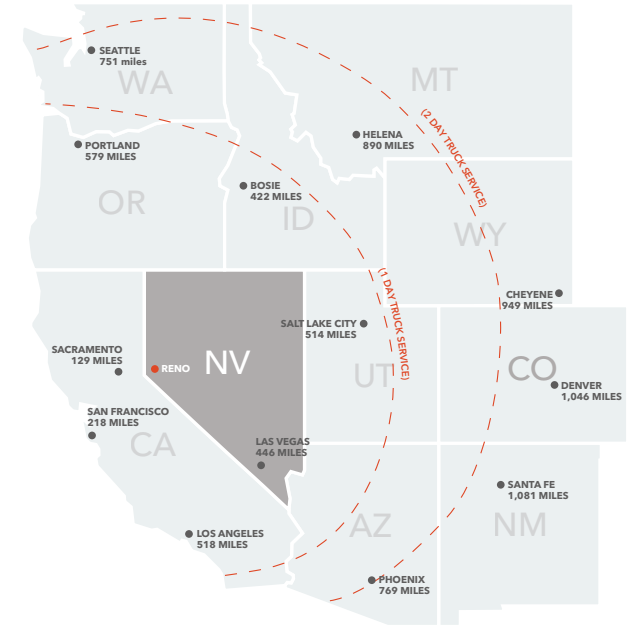 SEATTLE
751 miles
WA
MT
(2 DAY TRUCK SERVICE)
HELENA
890 MILES
PORTLAND
579 MILES
BOSIE
422 MILES
OR
ID
WY
(1 DAY TRUCK SERVICE)
CHEYENE
949 MILES
SALT LAKE CITY
514 MILES
SACRAMENTO
129 MILES
RENO
NV
UT
CO
DENVER
1,046 MILES
SAN FRANCISCO
218 MILES
CA
LAS VEGAS
446 MILES
SANTA FE
1,081 MILES
AZ
NM
LOS ANGELES
518 MILES
PHOENIX
769 MILES